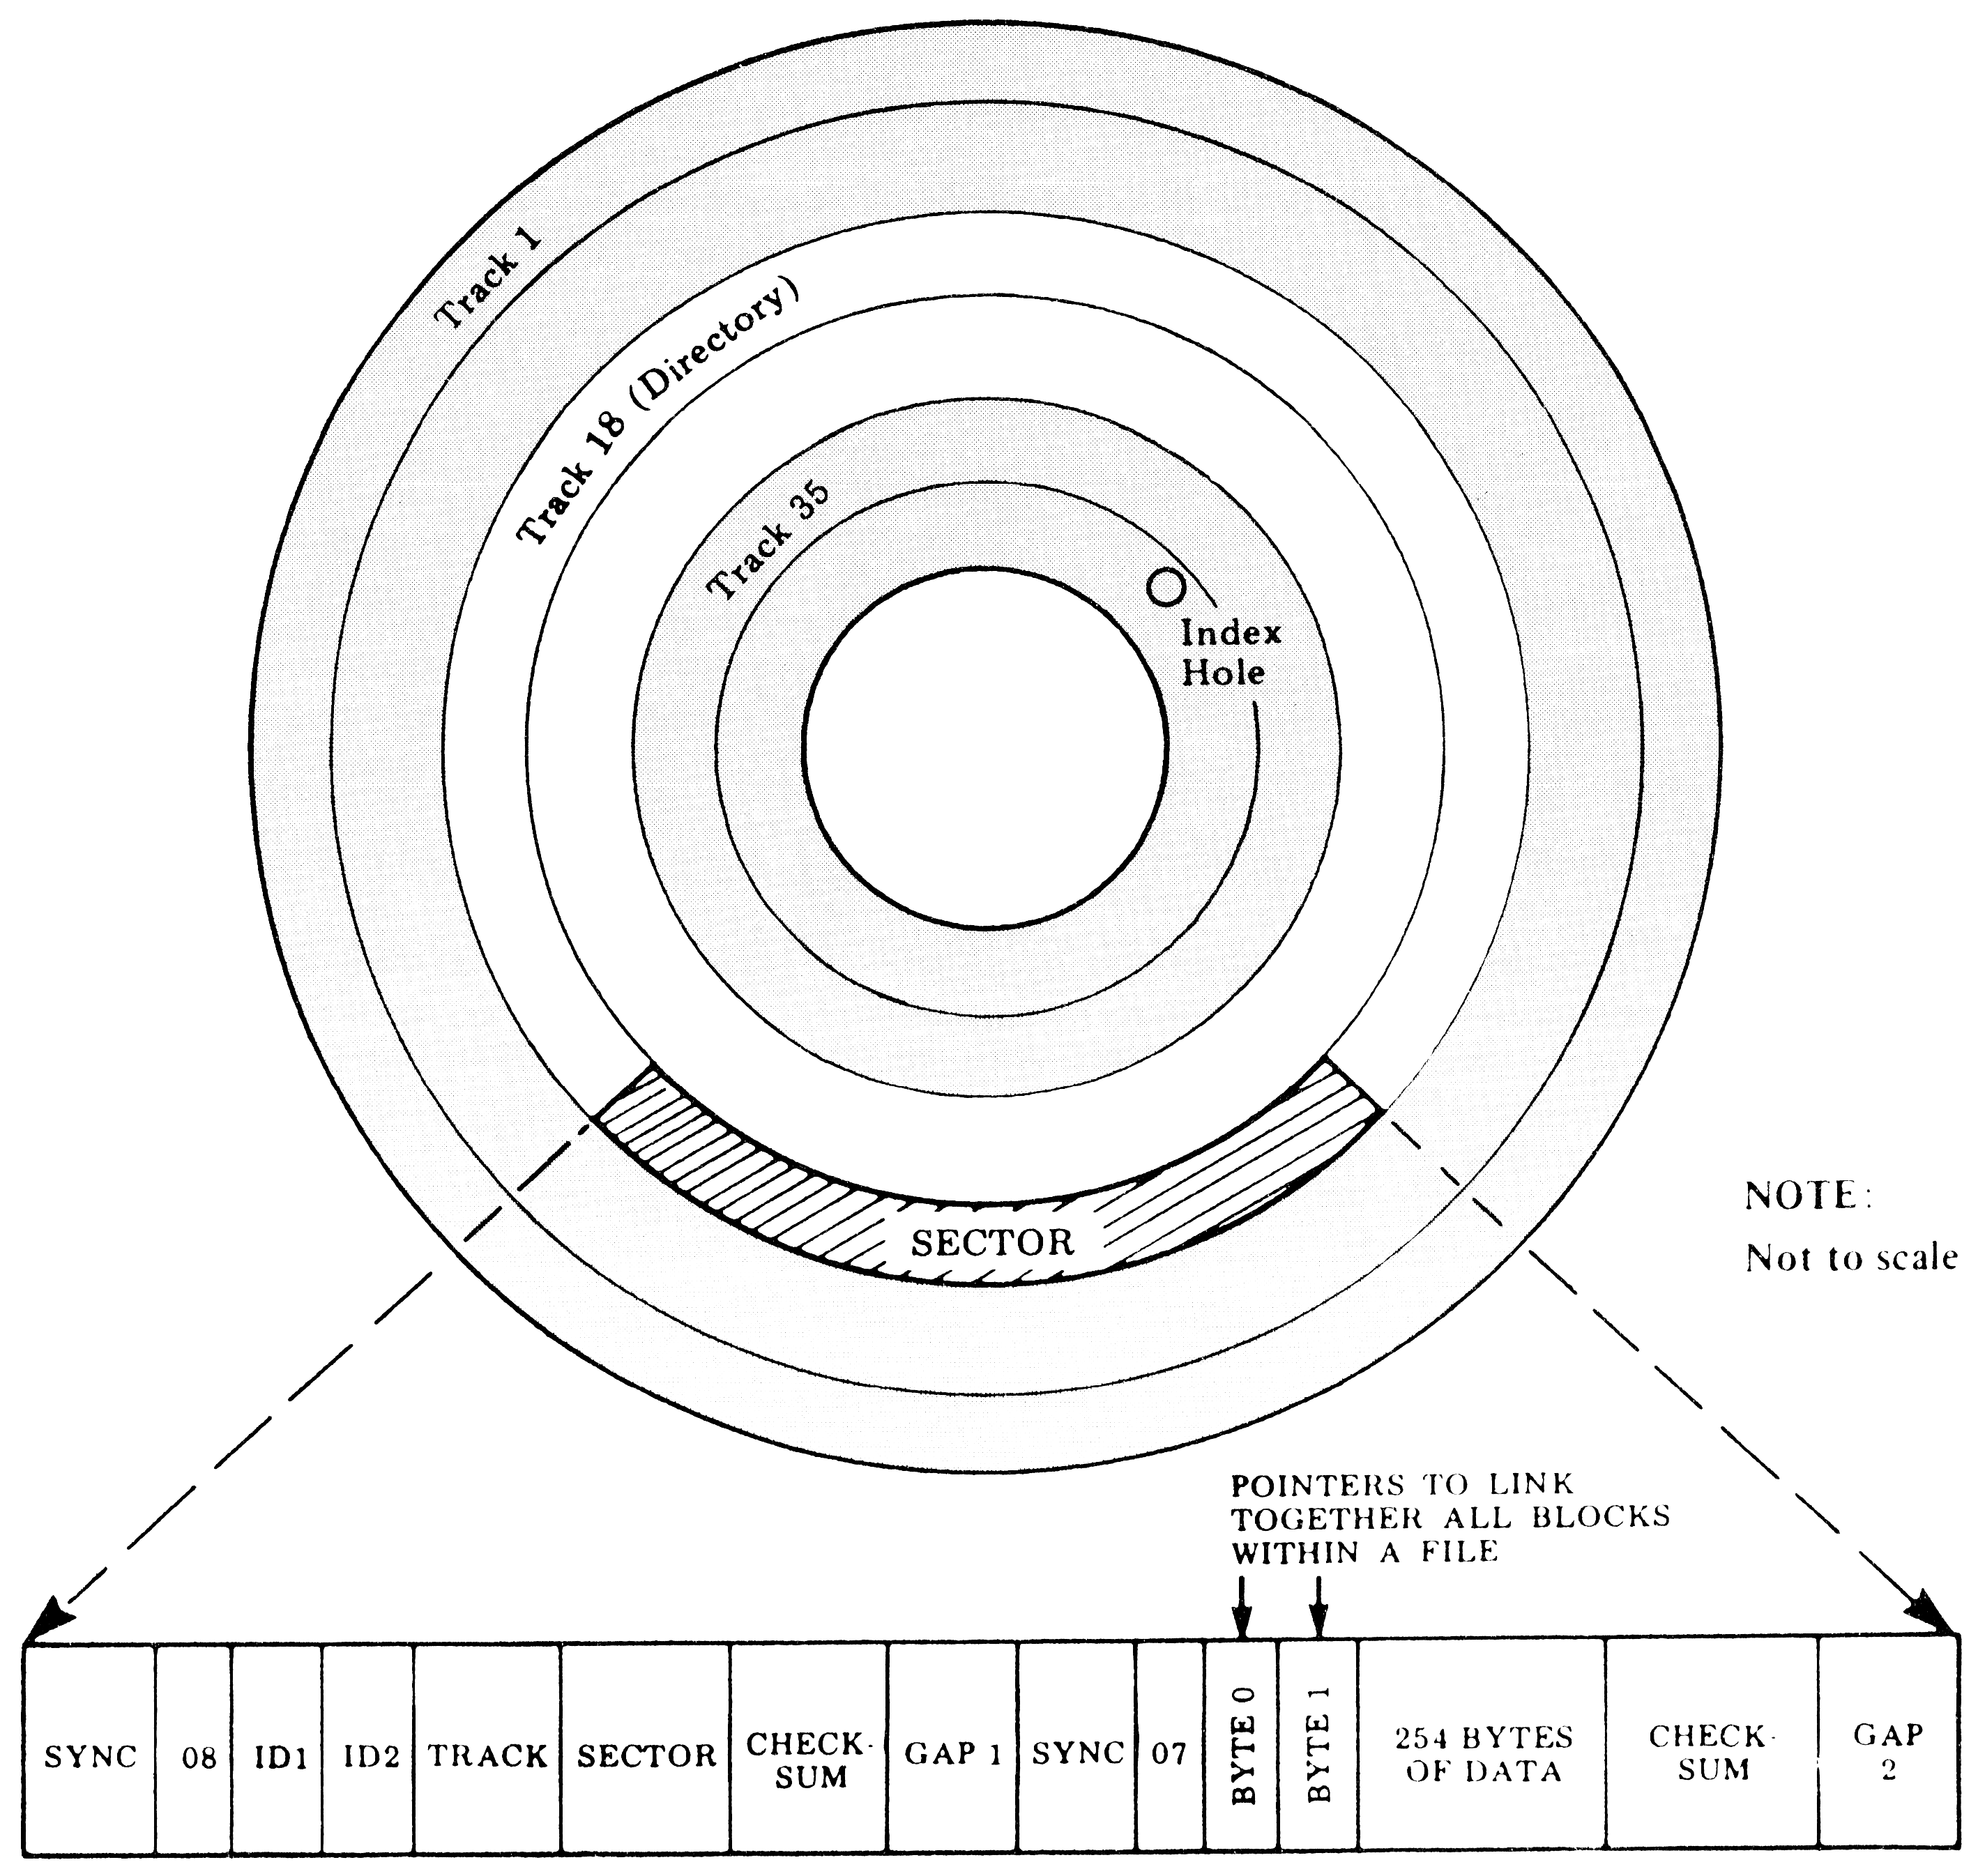 Track 1
Track 18 (Directory)
Track 35
Index
Hole
SECTOR
NOTE:
Not to scale
POINTERS TO LINK
TOGETHER ALL BLOCKS
WITHIN A FILE
SYNC
08
ID1
ID2
TRACK
SECTOR
CHECK-
SUM
GAP 1
SYNC
07
BYTE 0
BYTE 1
254 BYTES
OF DATA
CHECK-
SUM
GAP
2